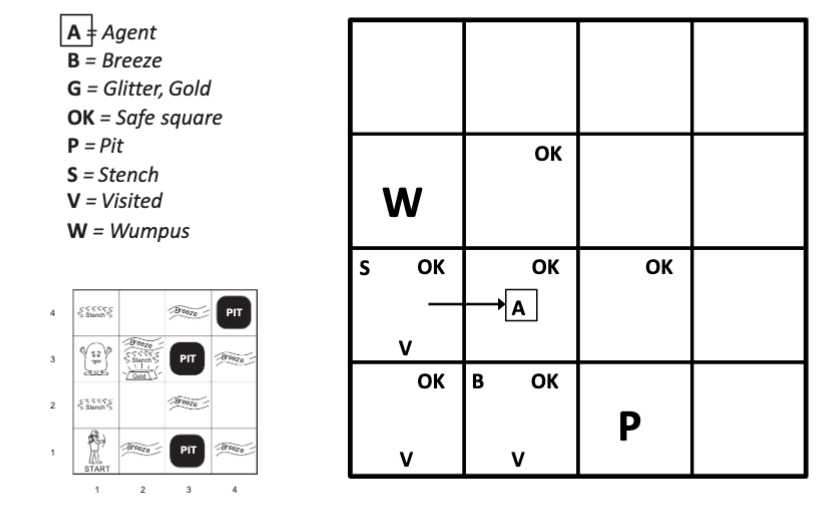 A = Agent
B = Breeze
G = Glitter, Gold
OK = Safe square
P = Pit
S = Stench
V = Visited
W = Wumpus
OK
W
S OK
OK
OK
A
V
OK
B OK
P
V
V
4
Stench
Breeze
PIT
3
Breeze
Stench
Gold
PIT
Breeze
2
Stench
Breeze
1
START
Breeze
PIT
Breeze
1 2 3 4